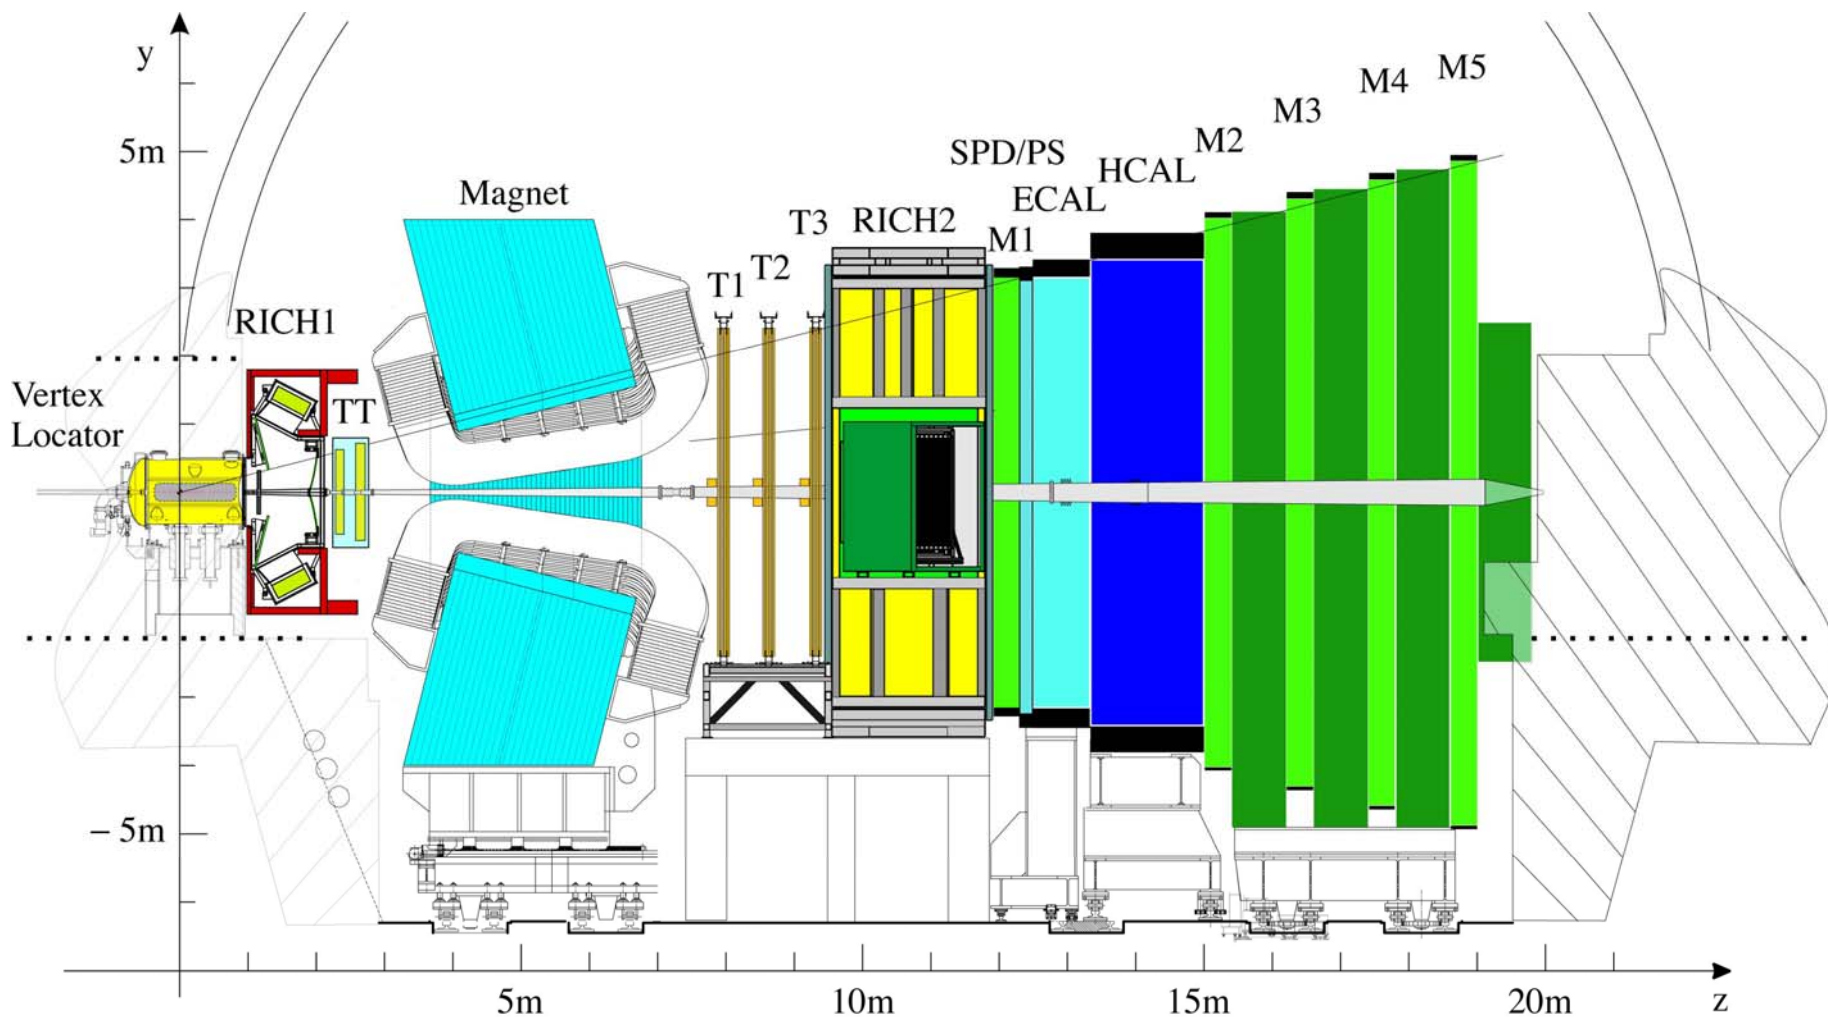 y
5m
Magnet
RICH1
Vertex
Locator
TT
T1
T2
T3
RICH2
M1
SPD/PS
ECAL
HCAL
M2
M3
M4
M5
– 5m
5m
10m
15m
20m
z